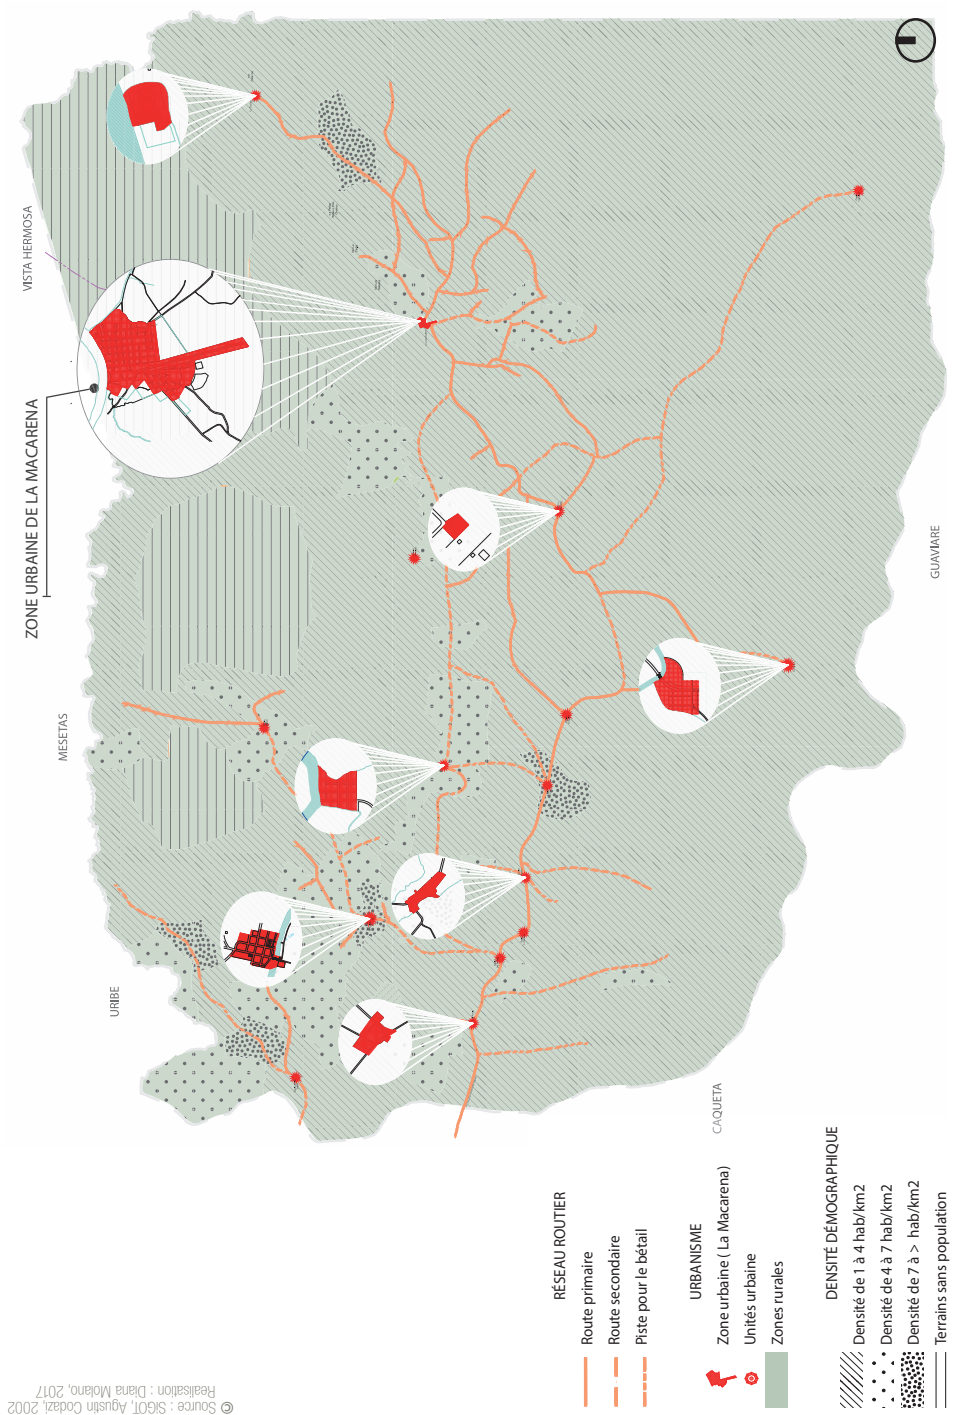 VISTA HERMOSA
ZONE URBAINE DE LA MACARENA
MESETAS
URIBE
GUAVIARE
CAQUETA
RÉSEAU ROUTIER
Route primaire
Route secondaire
Piste pour le bétail
URBANISME
Zone urbaine ( La Macarena)
Unités urbaine
Zones rurales
DENSITÉ DÉMOGRAPHIQUE
Densité de 1 à 4 hab/km2
Densité de 4 à 7 hab/km2
Densité de 7 à > hab/km2
Terrains sans population
© Source : SIGOT, Agustin Codazi, 2002
Realisation : Diana Molano, 2017